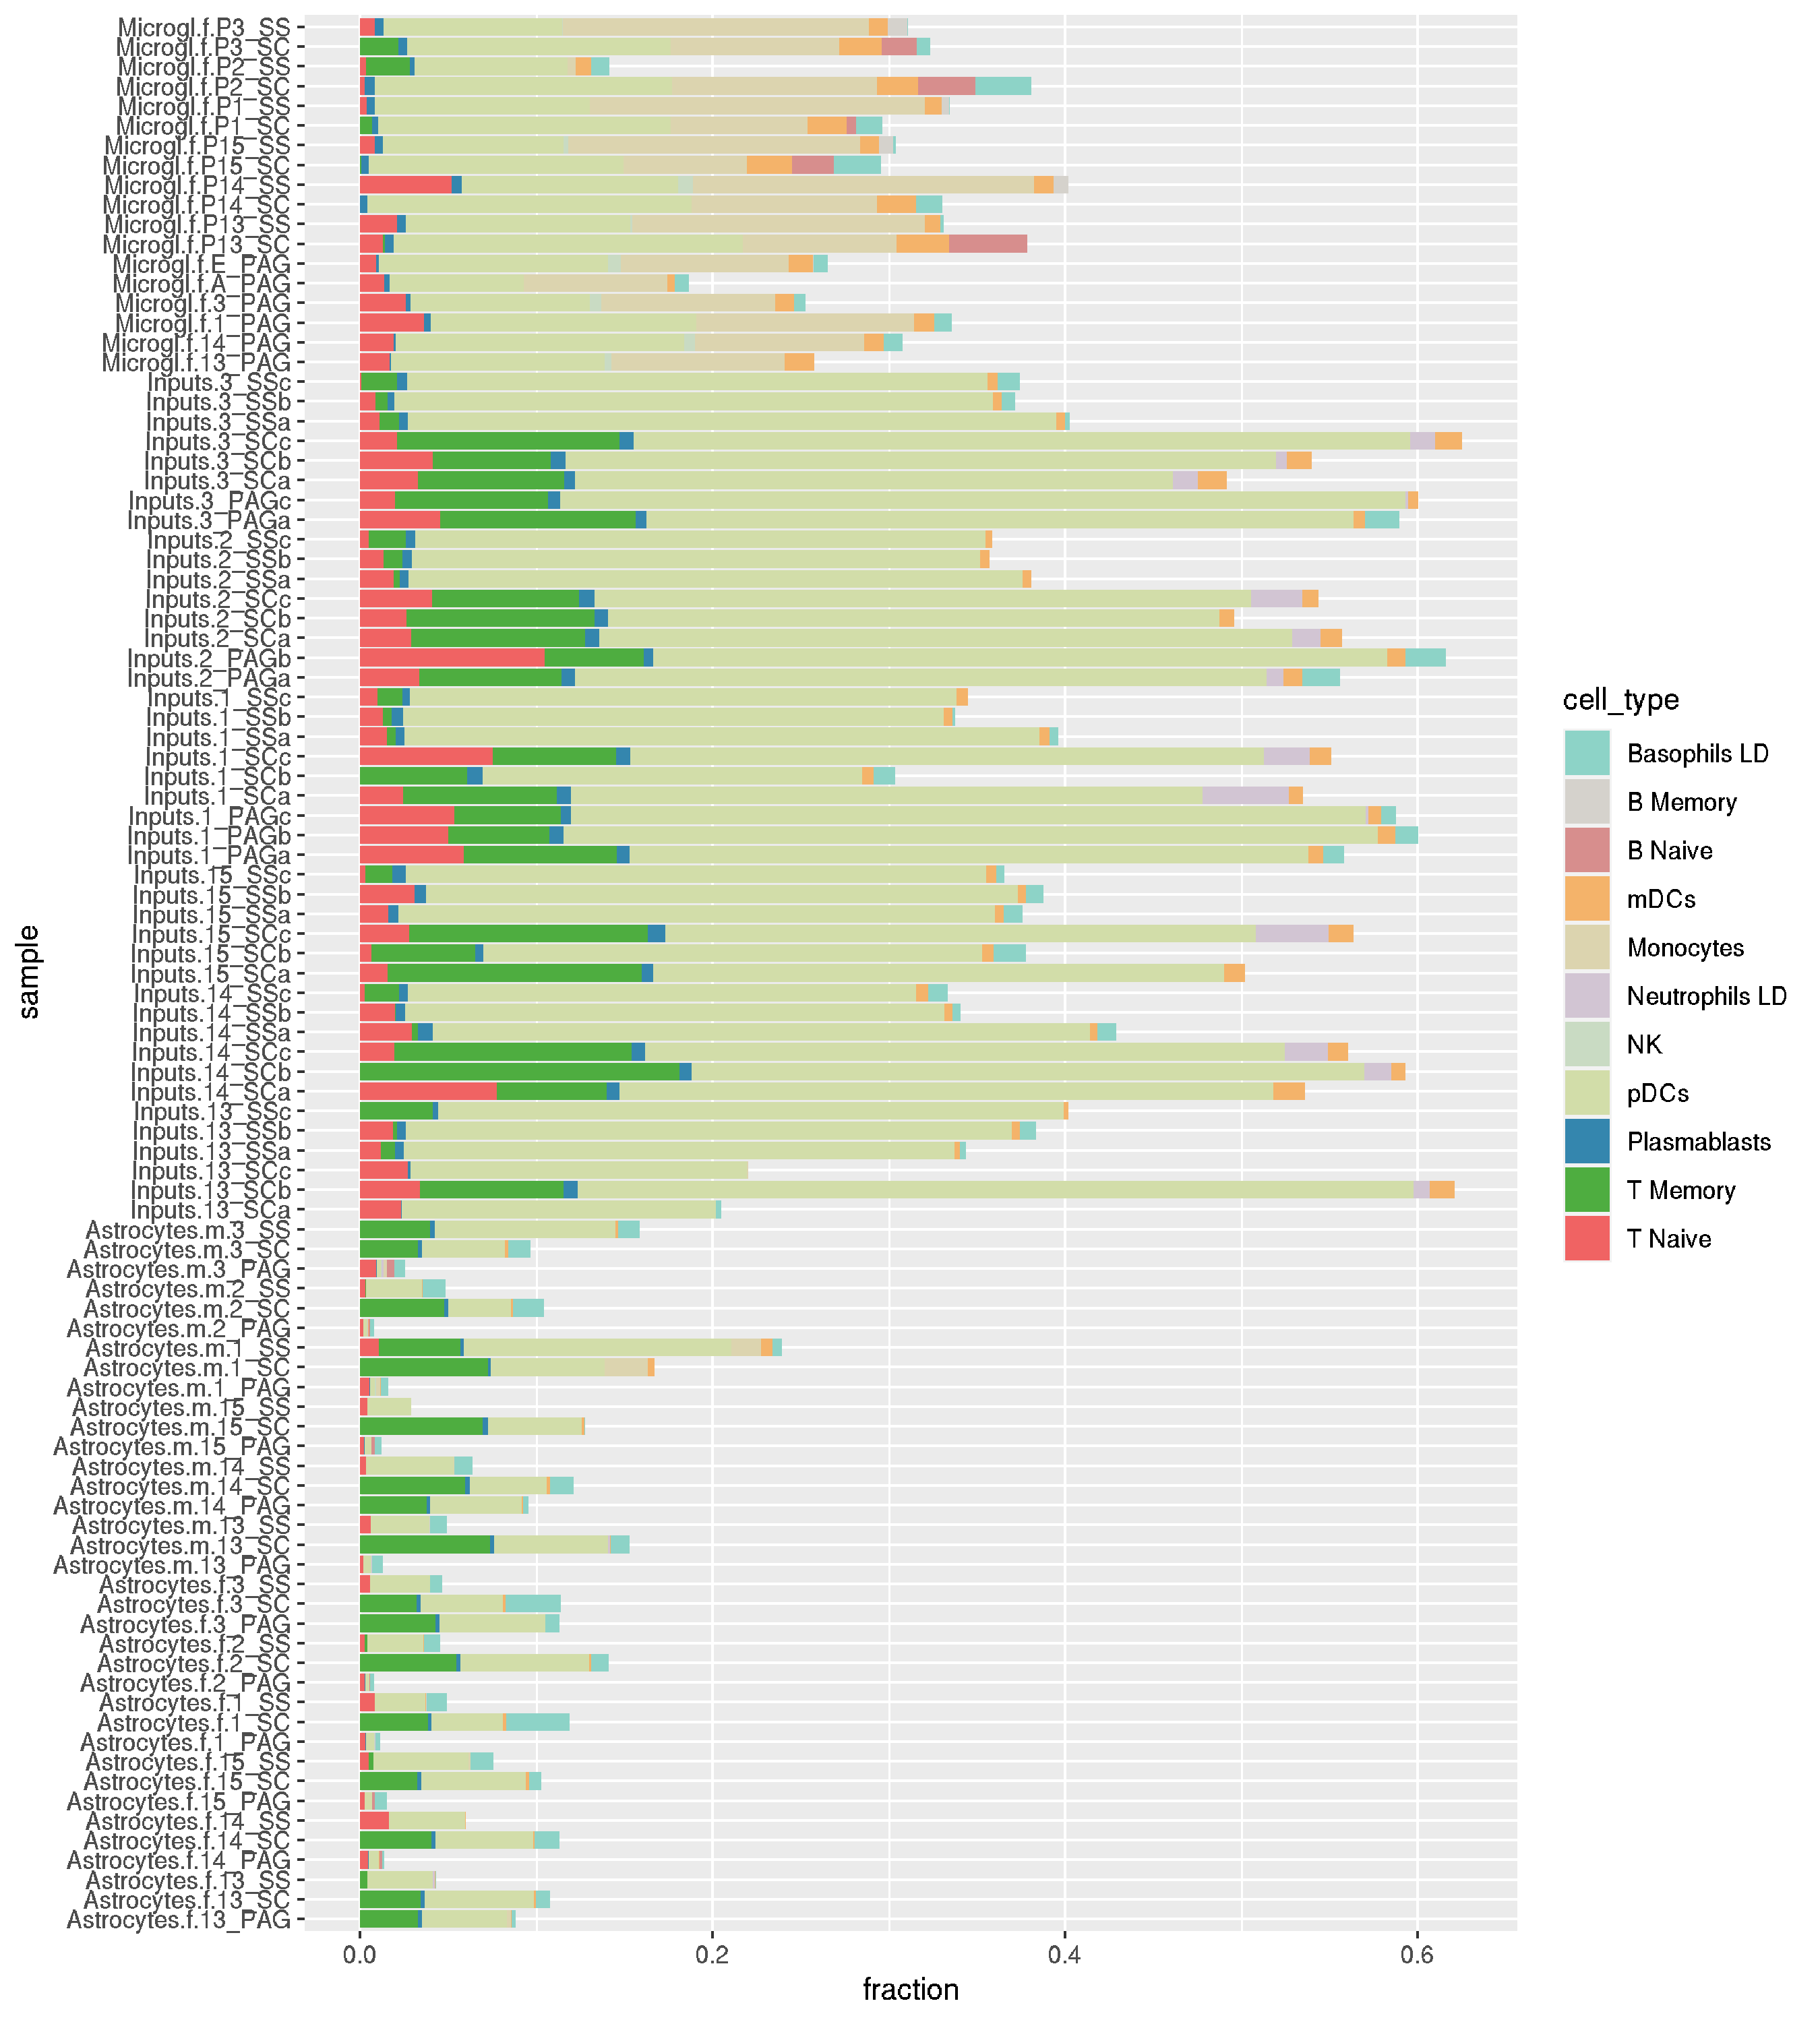 Microgl.f.P3_SS
Microgl.f.P3_SC
Microgl.f.P2_SS
Microgl.f.P2_SC
Microgl.f.P1_SS
Microgl.f.P1_SC
Microgl.f.P15_SS
Microgl.f.P15_SC
Microgl.f.P14_SS
Microgl.f.P14_SC
Microgl.f.P13_SS
Microgl.f.P13_SC
Microgl.f.E_PAG
Microgl.f.A_PAG
Microgl.f.3_PAG
Microgl.f.1_PAG
Microgl.f.14_PAG
Microgl.f.13_PAG
Inputs.3_SSc
Inputs.3_SSb
Inputs.3_SSa
Inputs.3_SCc
Inputs.3_SCb
Inputs.3_SCa
Inputs.3_PAGc
Inputs.3_PAGa
Inputs.2_SSc
Inputs.2_SSb
Inputs.2_SSa
Inputs.2_SCc
Inputs.2_SCb
Inputs.2_SCa
Inputs.2_PAGb
Inputs.2_PAGa
Inputs.1_SSc
Inputs.1_SSb
Inputs.1_SSa
Inputs.1_SCc
Inputs.1_SCb
Inputs.1_SCa
Inputs.1_PAGc
Inputs.1_PAGb
Inputs.1_PAGa
Inputs.15_SSc
Inputs.15_SSb
Inputs.15_SSa
Inputs.15_SCc
Inputs.15_SCb
Inputs.15_SCa
Inputs.14_SSc
Inputs.14_SSb
Inputs.14_SSa
Inputs.14_SCc
Inputs.14_SCb
Inputs.14_SCa
Inputs.13_SSc
Inputs.13_SSb
Inputs.13_SSa
Inputs.13_SCc
Inputs.13_SCb
Inputs.13_SCa
Astrocytes.m.3_SS
Astrocytes.m.3_SC
Astrocytes.m.3_PAG
Astrocytes.m.2_SS
Astrocytes.m.2_SC
Astrocytes.m.2_PAG
Astrocytes.m.1_SS
Astrocytes.m.1_SC
Astrocytes.m.1_PAG
Astrocytes.m.15_SS
Astrocytes.m.15_SC
Astrocytes.m.15_PAG
Astrocytes.m.14_SS
Astrocytes.m.14_SC
Astrocytes.m.14_PAG
Astrocytes.m.13_SS
Astrocytes.m.13_SC
Astrocytes.m.13_PAG
Astrocytes.f.3_SS
Astrocytes.f.3_SC
Astrocytes.f.3_PAG
Astrocytes.f.2_SS
Astrocytes.f.2_SC
Astrocytes.f.2_PAG
Astrocytes.f.1_SS
Astrocytes.f.1_SC
Astrocytes.f.1_PAG
Astrocytes.f.15_SS
Astrocytes.f.15_SC
Astrocytes.f.15_PAG
Astrocytes.f.14_SS
Astrocytes.f.14_SC
Astrocytes.f.14_PAG
Astrocytes.f.13_SS
Astrocytes.f.13_SC
Astrocytes.f.13_PAG
sample
0.0 0.2 0.4 0.6
fraction
cell_type
Basophils LD
B Memory
B Naive
mDCs
Monocytes
Neutrophils LD
NK
pDCs
Plasmablasts
T Memory
T Naive